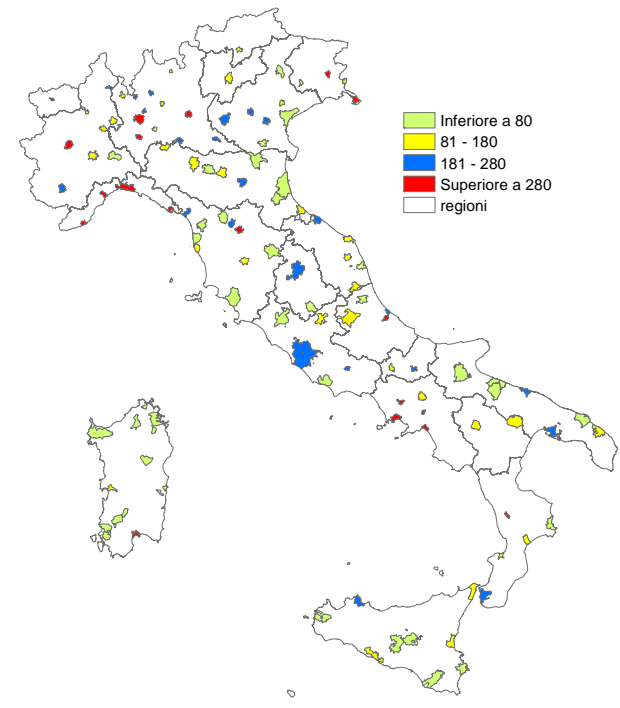 Inferiore a 80
81 - 180
181 - 280
Superiore a 280
regioni